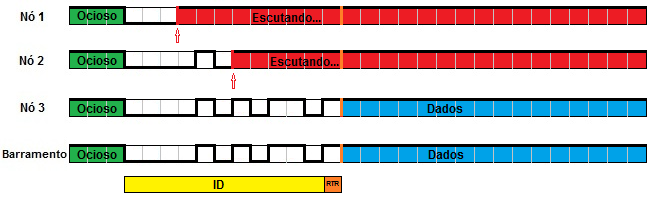 Nó 1 Ocioso Escutando...
Nó 2 Ocioso Escutando...
Nó 3 Ocioso Dados
Barramento Ocioso Dados
ID RTR